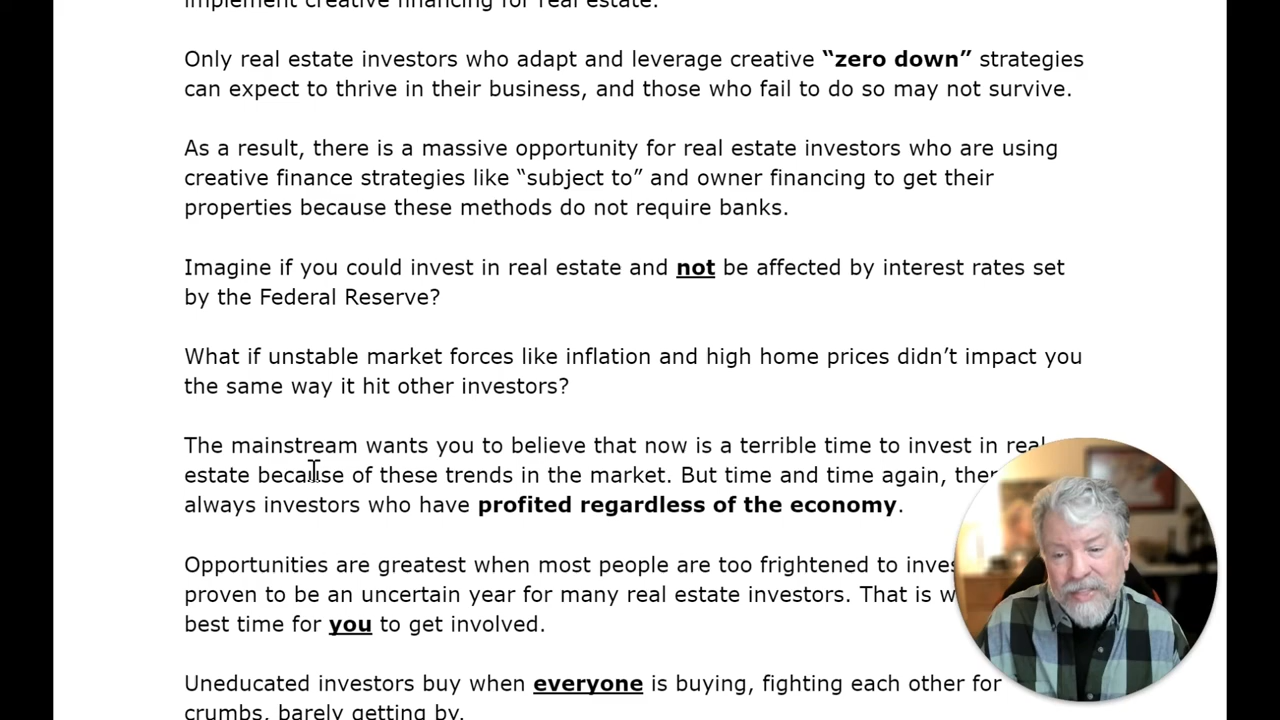 implement creative financing for real estate.
Only real estate investors who adapt and leverage creative “zero down” strategies
can expect to thrive in their business, and those who fail to do so may not survive.
As a result, there is a massive opportunity for real estate investors who are using
creative finance strategies like “subject to” and owner financing to get their
properties because these methods do not require banks.
Imagine if you could invest in real estate and not be affected by interest rates set
by the Federal Reserve?
What if unstable market forces like inflation and high home prices didn’t impact you
the same way it hit other investors?
The mainstream wants you to believe that now is a terrible time to invest in real
estate because of these trends in the market. But time and time again,
always investors who have profited regardless of the economy.
Opportunities are greatest when most people are too frightened to
proven to be an uncertain year for many real estate investors. That is
best time for you to get involved.
Uneducated investors buy when everyone is buying, fighting each other for
crumbs, barely getting by.